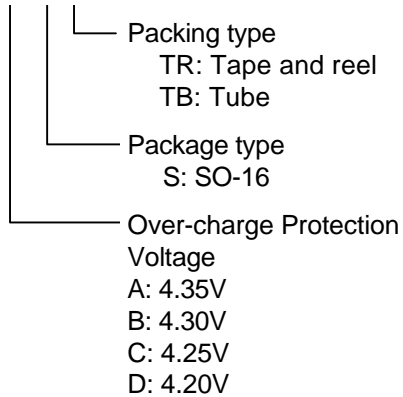 Packing type
TR: Tape and reel
TB: Tube
Package type
S: SO-16
Over-charge Protection
Voltage
A: 4.35V
B: 4.30V
C: 4.25V
D: 4.20V